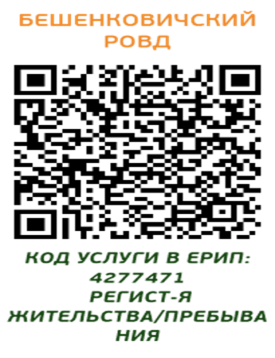 БЕШЕНКОВИЧСКИЙ
РОВД
КОД УСЛУГИ В ЕРИП:
4277471
РЕГИСТ-Я
ЖИТЕЛЬСТВА/ПРЕБЫВА
НИЯ